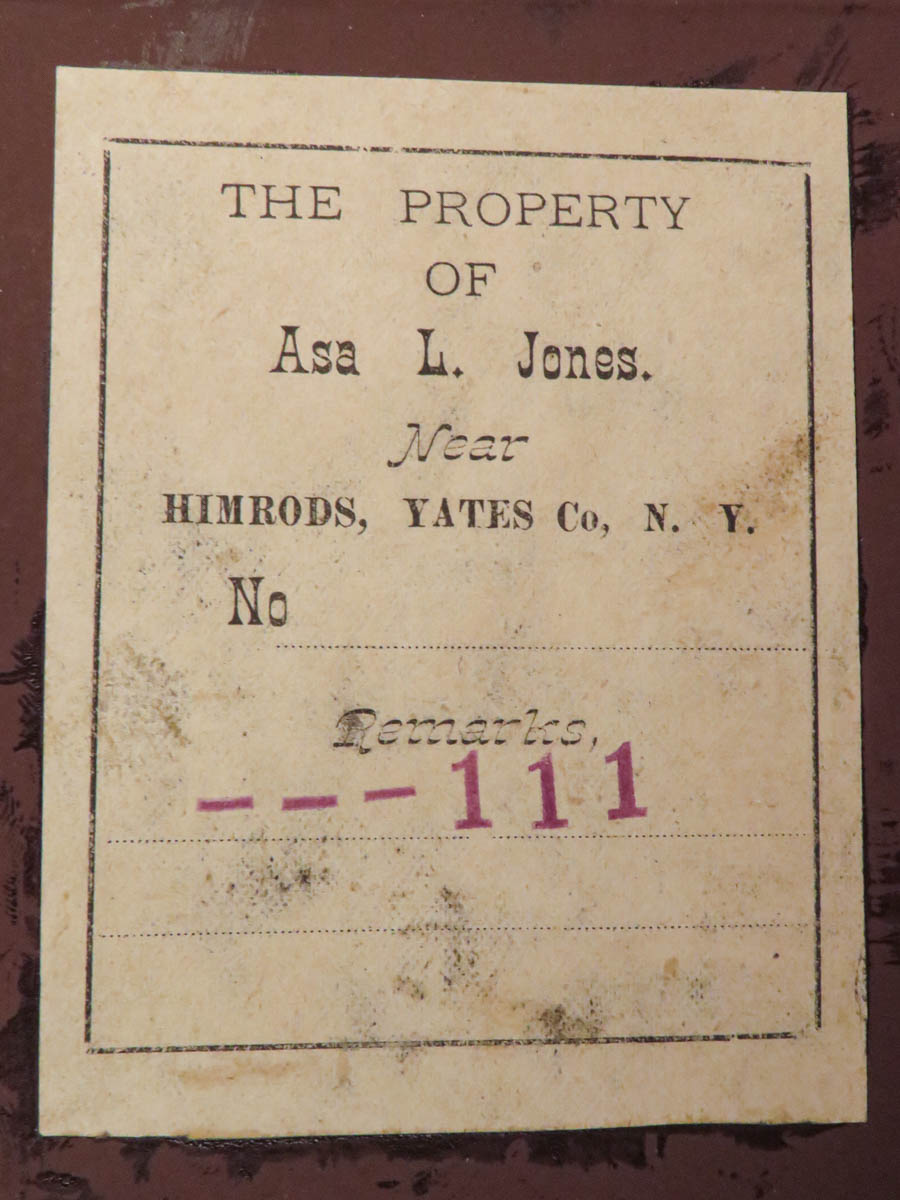 THE PROPERTY
OF
Asa L. Jones.
Near
HIMRODS, YATES Co, N. Y.
No
Remarks,
---111